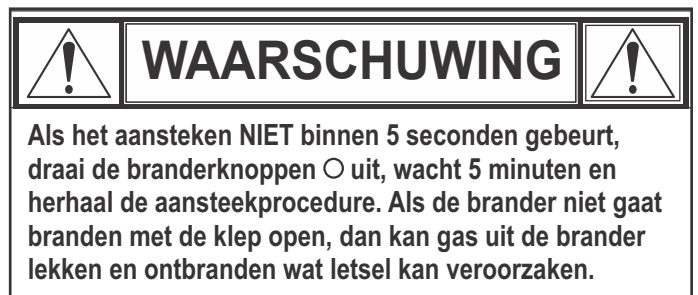 WAARSCHUWING
Als het aansteken NIET binnen 5 seconden gebeurt,
draai de branderknoppen O uit, wacht 5 minuten en
herhaal de aansteekprocedure. Als de brander niet gaat
branden met de klep open, dan kan gas uit de brander
lekken en ontbranden wat letsel kan veroorzaken.